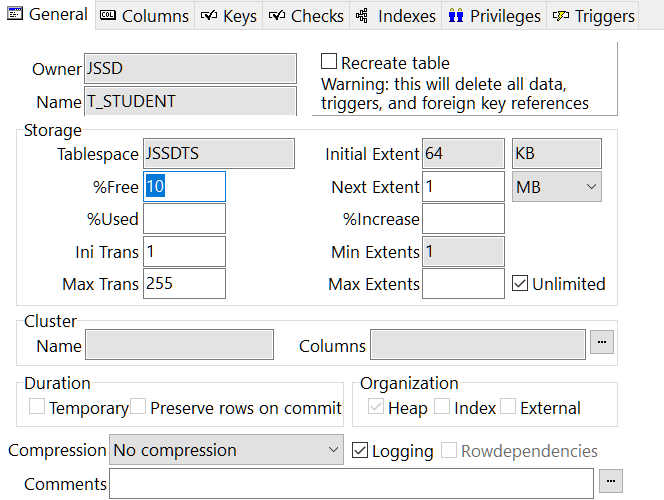 General Columns Keys Checks Indexes Privileges Triggers
Owner JSSD
Name T_STUDENT
Recreate table
Warning: this will delete all data,
triggers, and foreign key references
Storage
Tablespace JSSDTS Initial Extent 64 KB
%Free 10 Next Extent 1 MB
%Used %Increase
Ini Trans 1 Min Extents 1
Max Trans 255 Max Extents Unlimited
Cluster
Name Columns ...
Duration
Temporary Preserve rows on commit
Organization
Heap Index External
Compression No compression Logging Rowdependencies
Comments ...